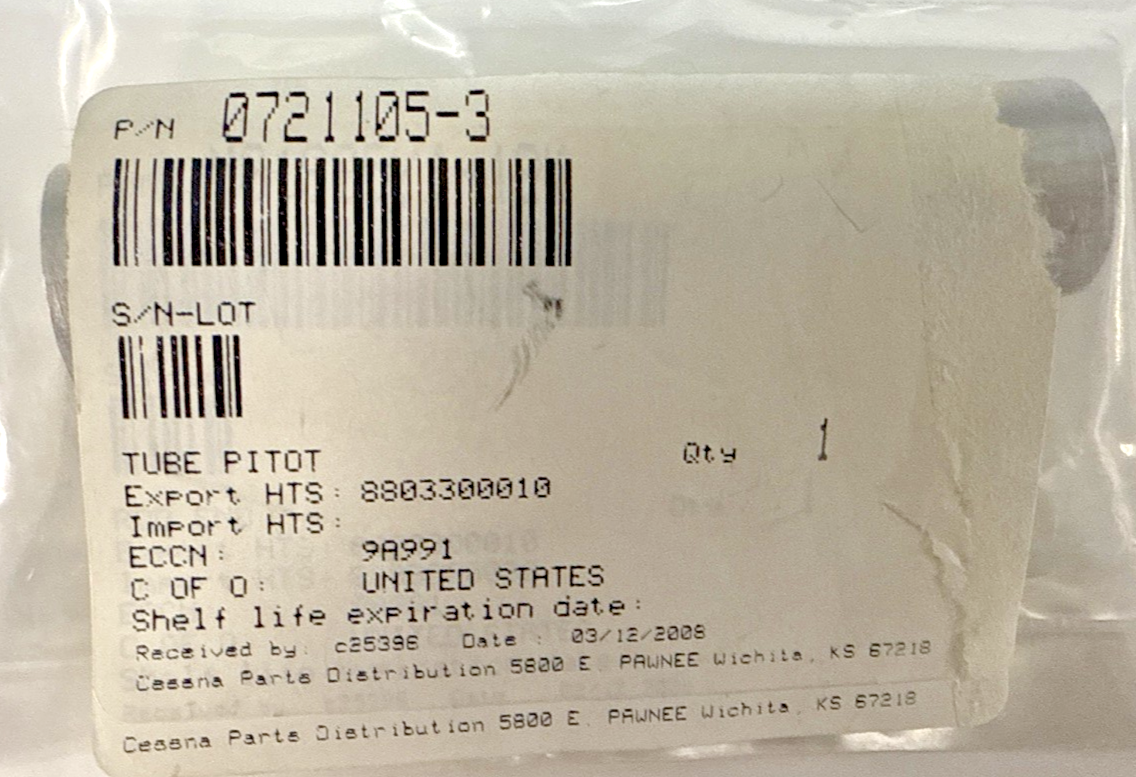 P/N 0721105-3
S/N-LOT
TUBE PITOT Qty 1
Export HTS: 8803300010
Import HTS:
ECCN: 9A991
C OF O: UNITED STATES
Shelf life expiration date:
Received by: c25396 Date : 03/12/2008
Cessna Parts Distribution 5800 E. PAWNEE Wichita, KS 67218
Cessna Parts Distribution 5800 E. PAWNEE Wichita, KS 67218